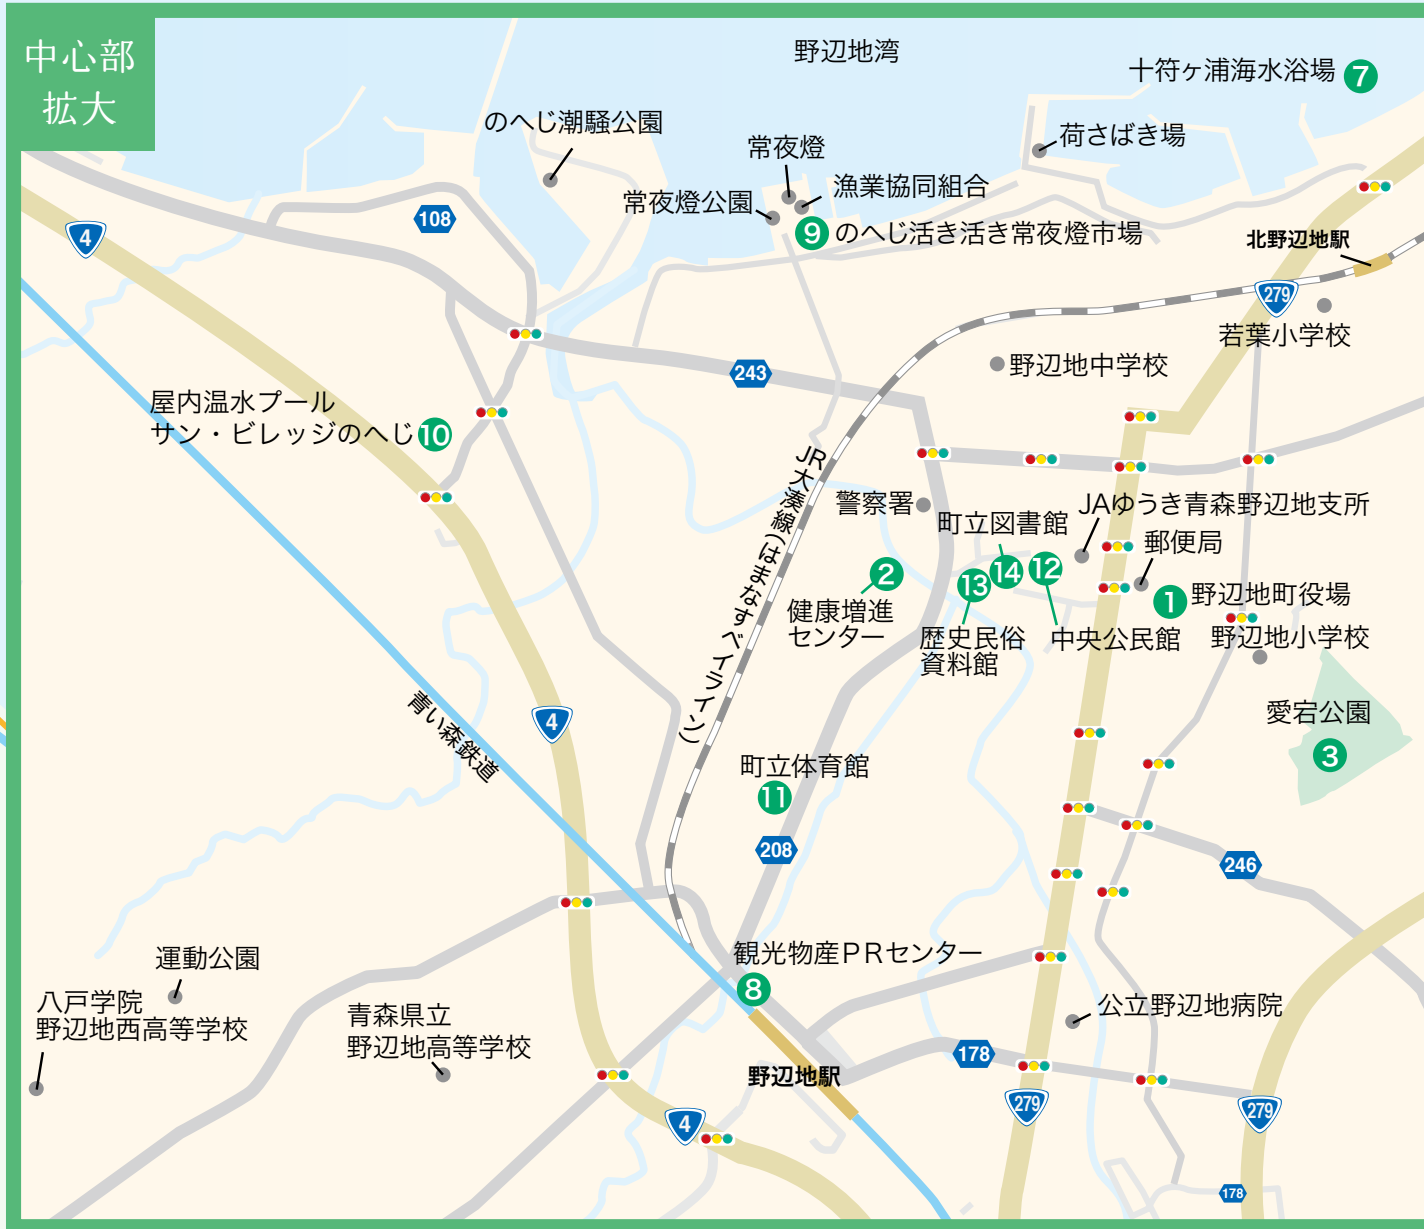 中心部
拡大
野辺地湾
十符ヶ浦海水浴場 7
のへじ潮騒公園
常夜燈
荷さばき場
漁業協同組合
常夜燈公園
9 のへじ活き活き常夜燈市場
108
4
北野辺地駅
279
若葉小学校
野辺地中学校
243
屋内温水プール
サン・ビレッジのへじ 10
JR大湊線(はまなすベイライン)
警察署
町立図書館
14
JAゆうき青森野辺地支所
郵便局
2
健康増進
センター
13
歴史民俗
資料館
12
中央公民館
1 野辺地町役場
野辺地小学校
愛宕公園
3
青い森鉄道
4
町立体育館
11
208
246
観光物産PRセンター
8
運動公園
八戸学院
野辺地西高等学校
青森県立
野辺地高等学校
公立野辺地病院
178
野辺地駅
279
279
4
178